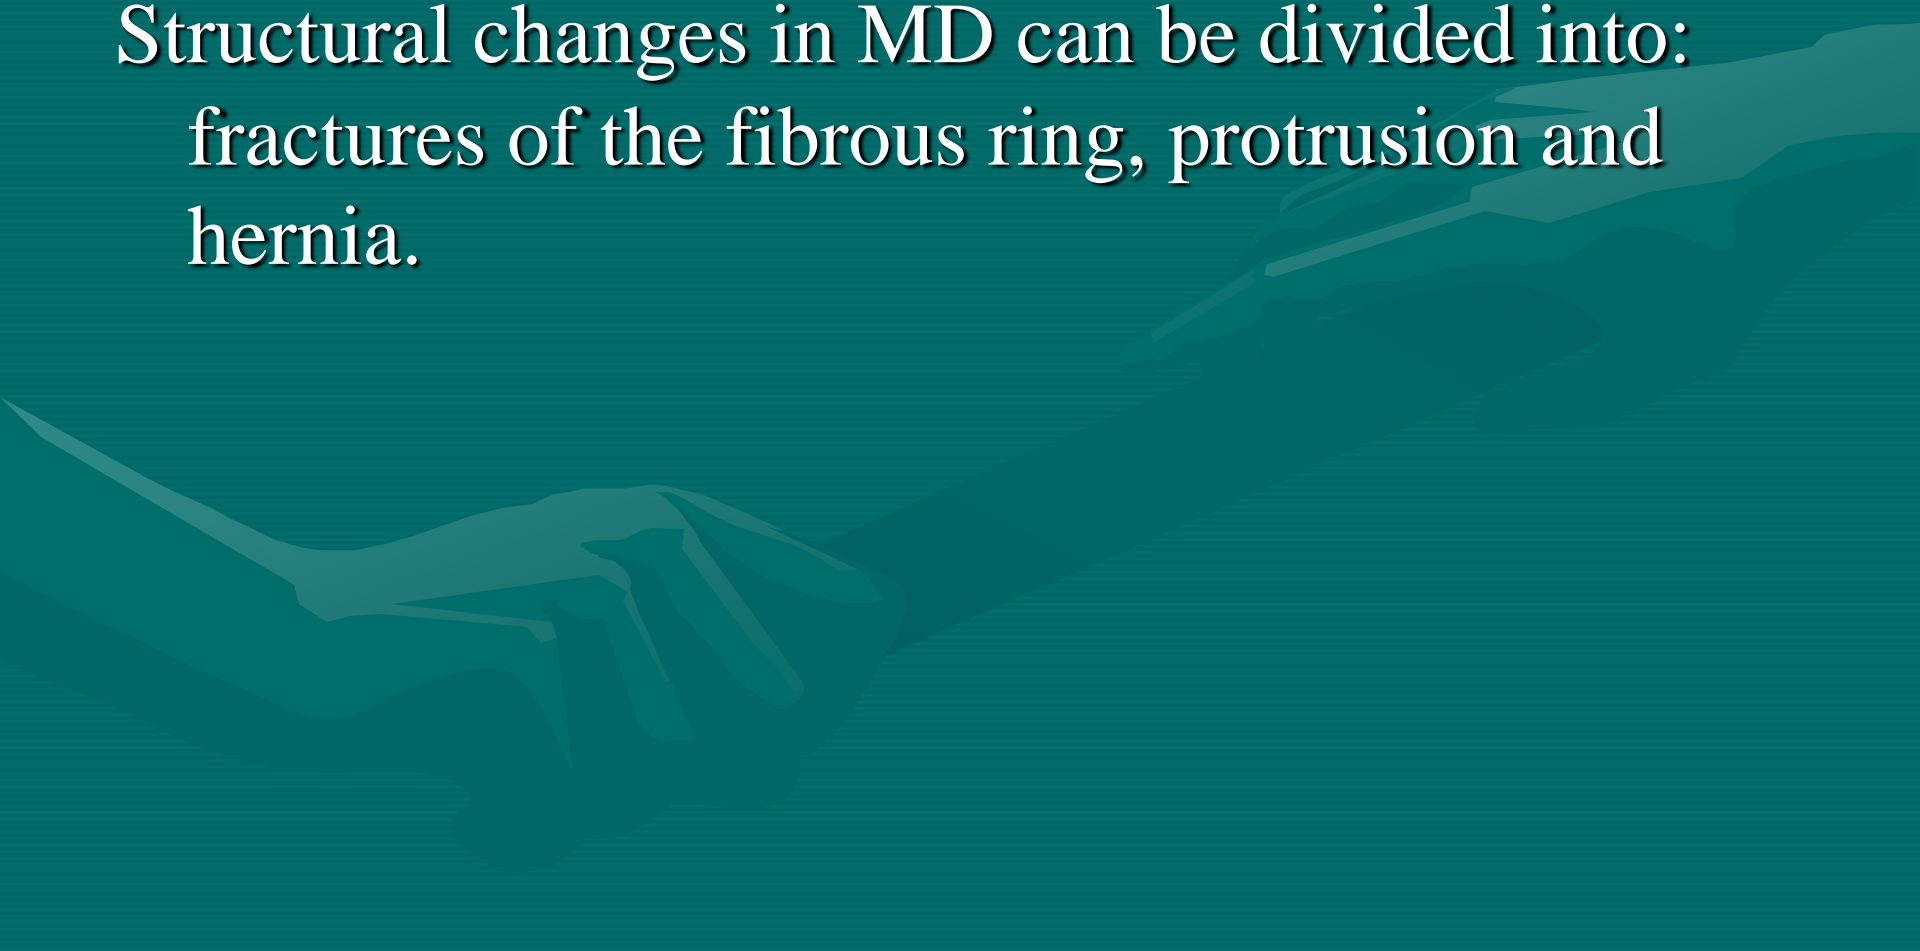 Structural changes in MD can be divided into:
fractures of the fibrous ring, protrusion and
hernia.